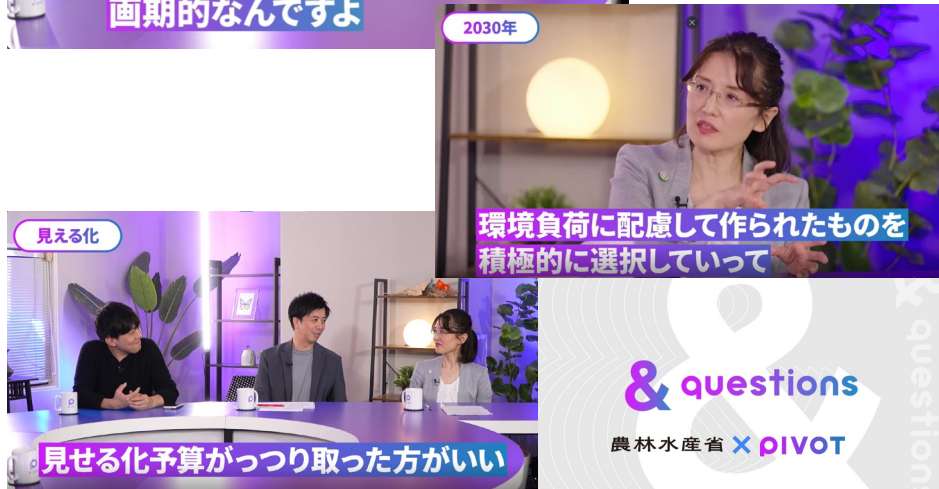 画期的なんですよ
2030年
環境負荷に配慮して作られたものを
積極的に選択していって
見える化
見せる化予算がっつり取った方がいい
& questions
農林水産省 × PIVOT
& questions